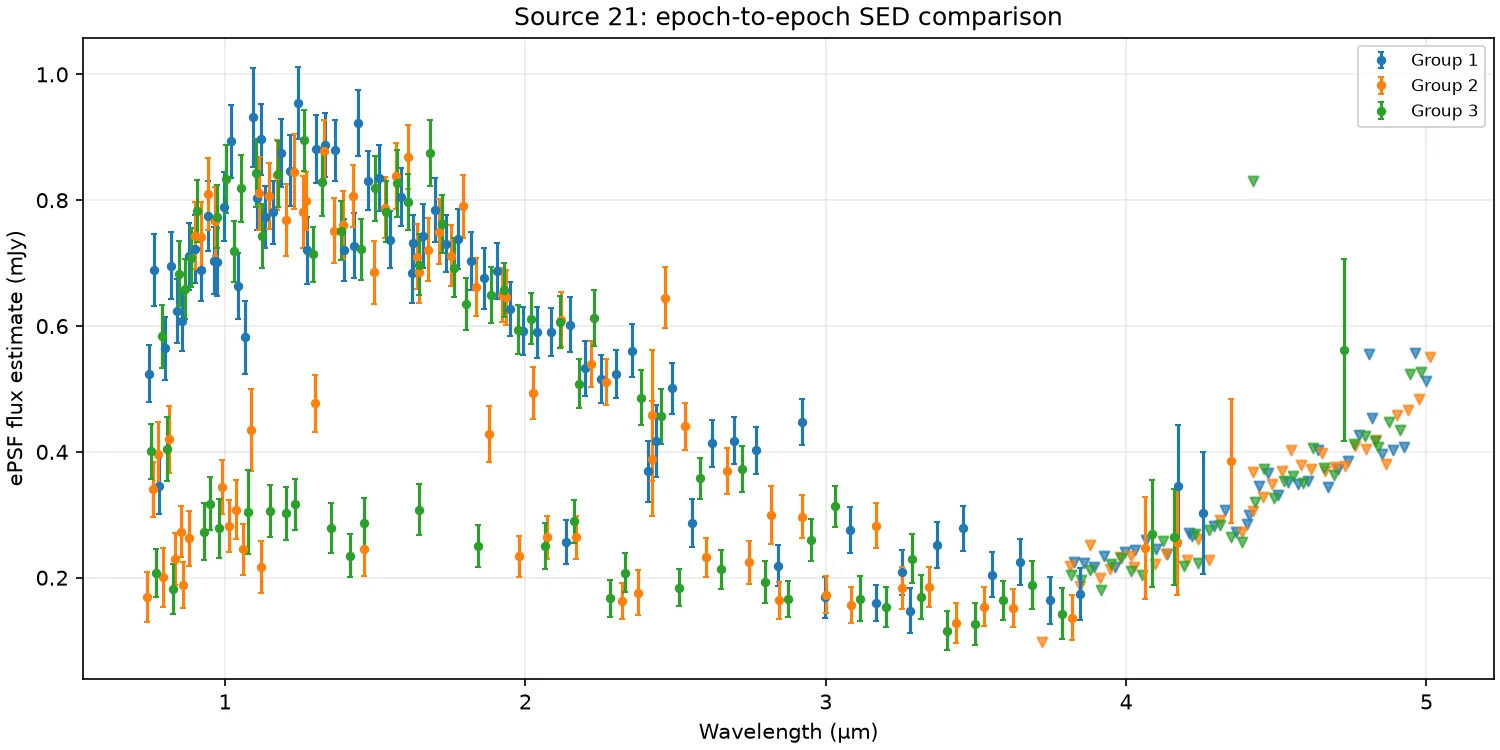 Source 21: epoch-to-epoch SED comparison
Group 1
Group 2
Group 3
ePSF flux estimate (mJy)
1.0
0.8
0.6
0.4
0.2
1 2 3 4 5
Wavelength (μm)